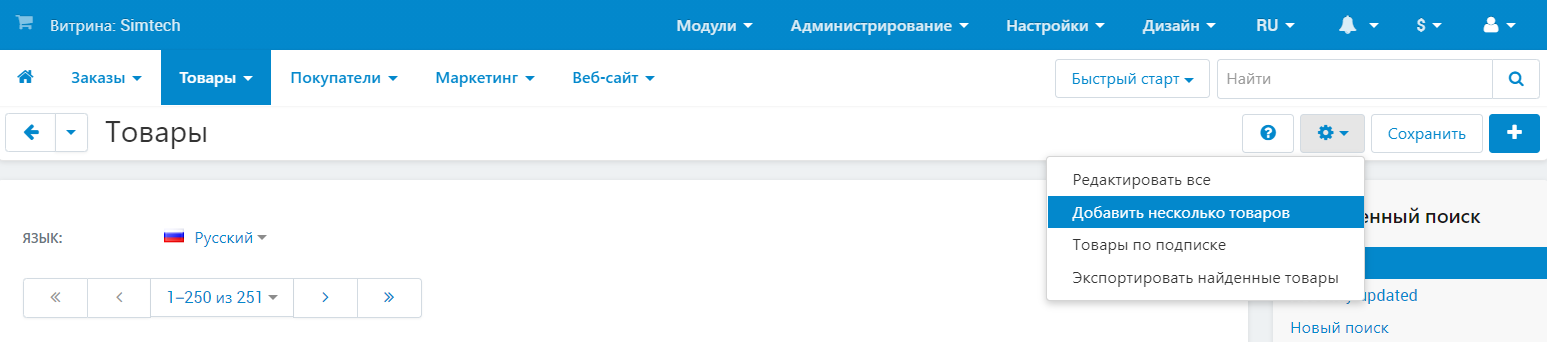 Витрина: Simtech Модули Администрирование Настройки Дизайн RU $
Заказы Товары Покупатели Маркетинг Веб-сайт Быстрый старт Найти
Товары Сохранить
Редактировать все
Добавить несколько товаров
Товары по подписке
Экспортировать найденные товары
енный поиск
ЯЗЫК: Русский
1–250 из 251
updated
Новый поиск